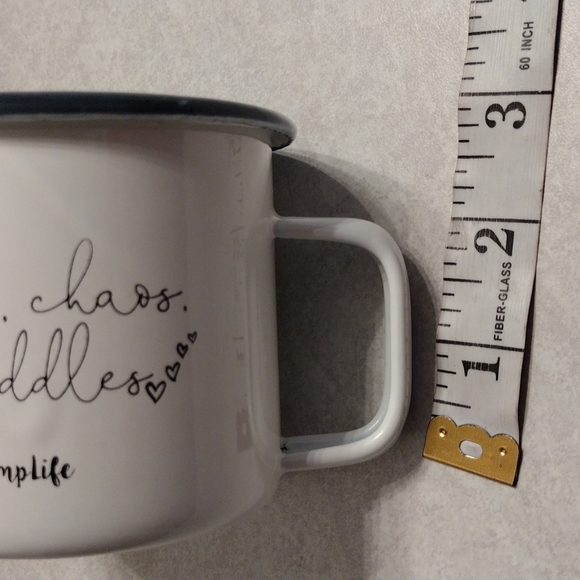 . chaos.
ddles
mplife
60 INCH
3
2
FIBER-GLASS
1